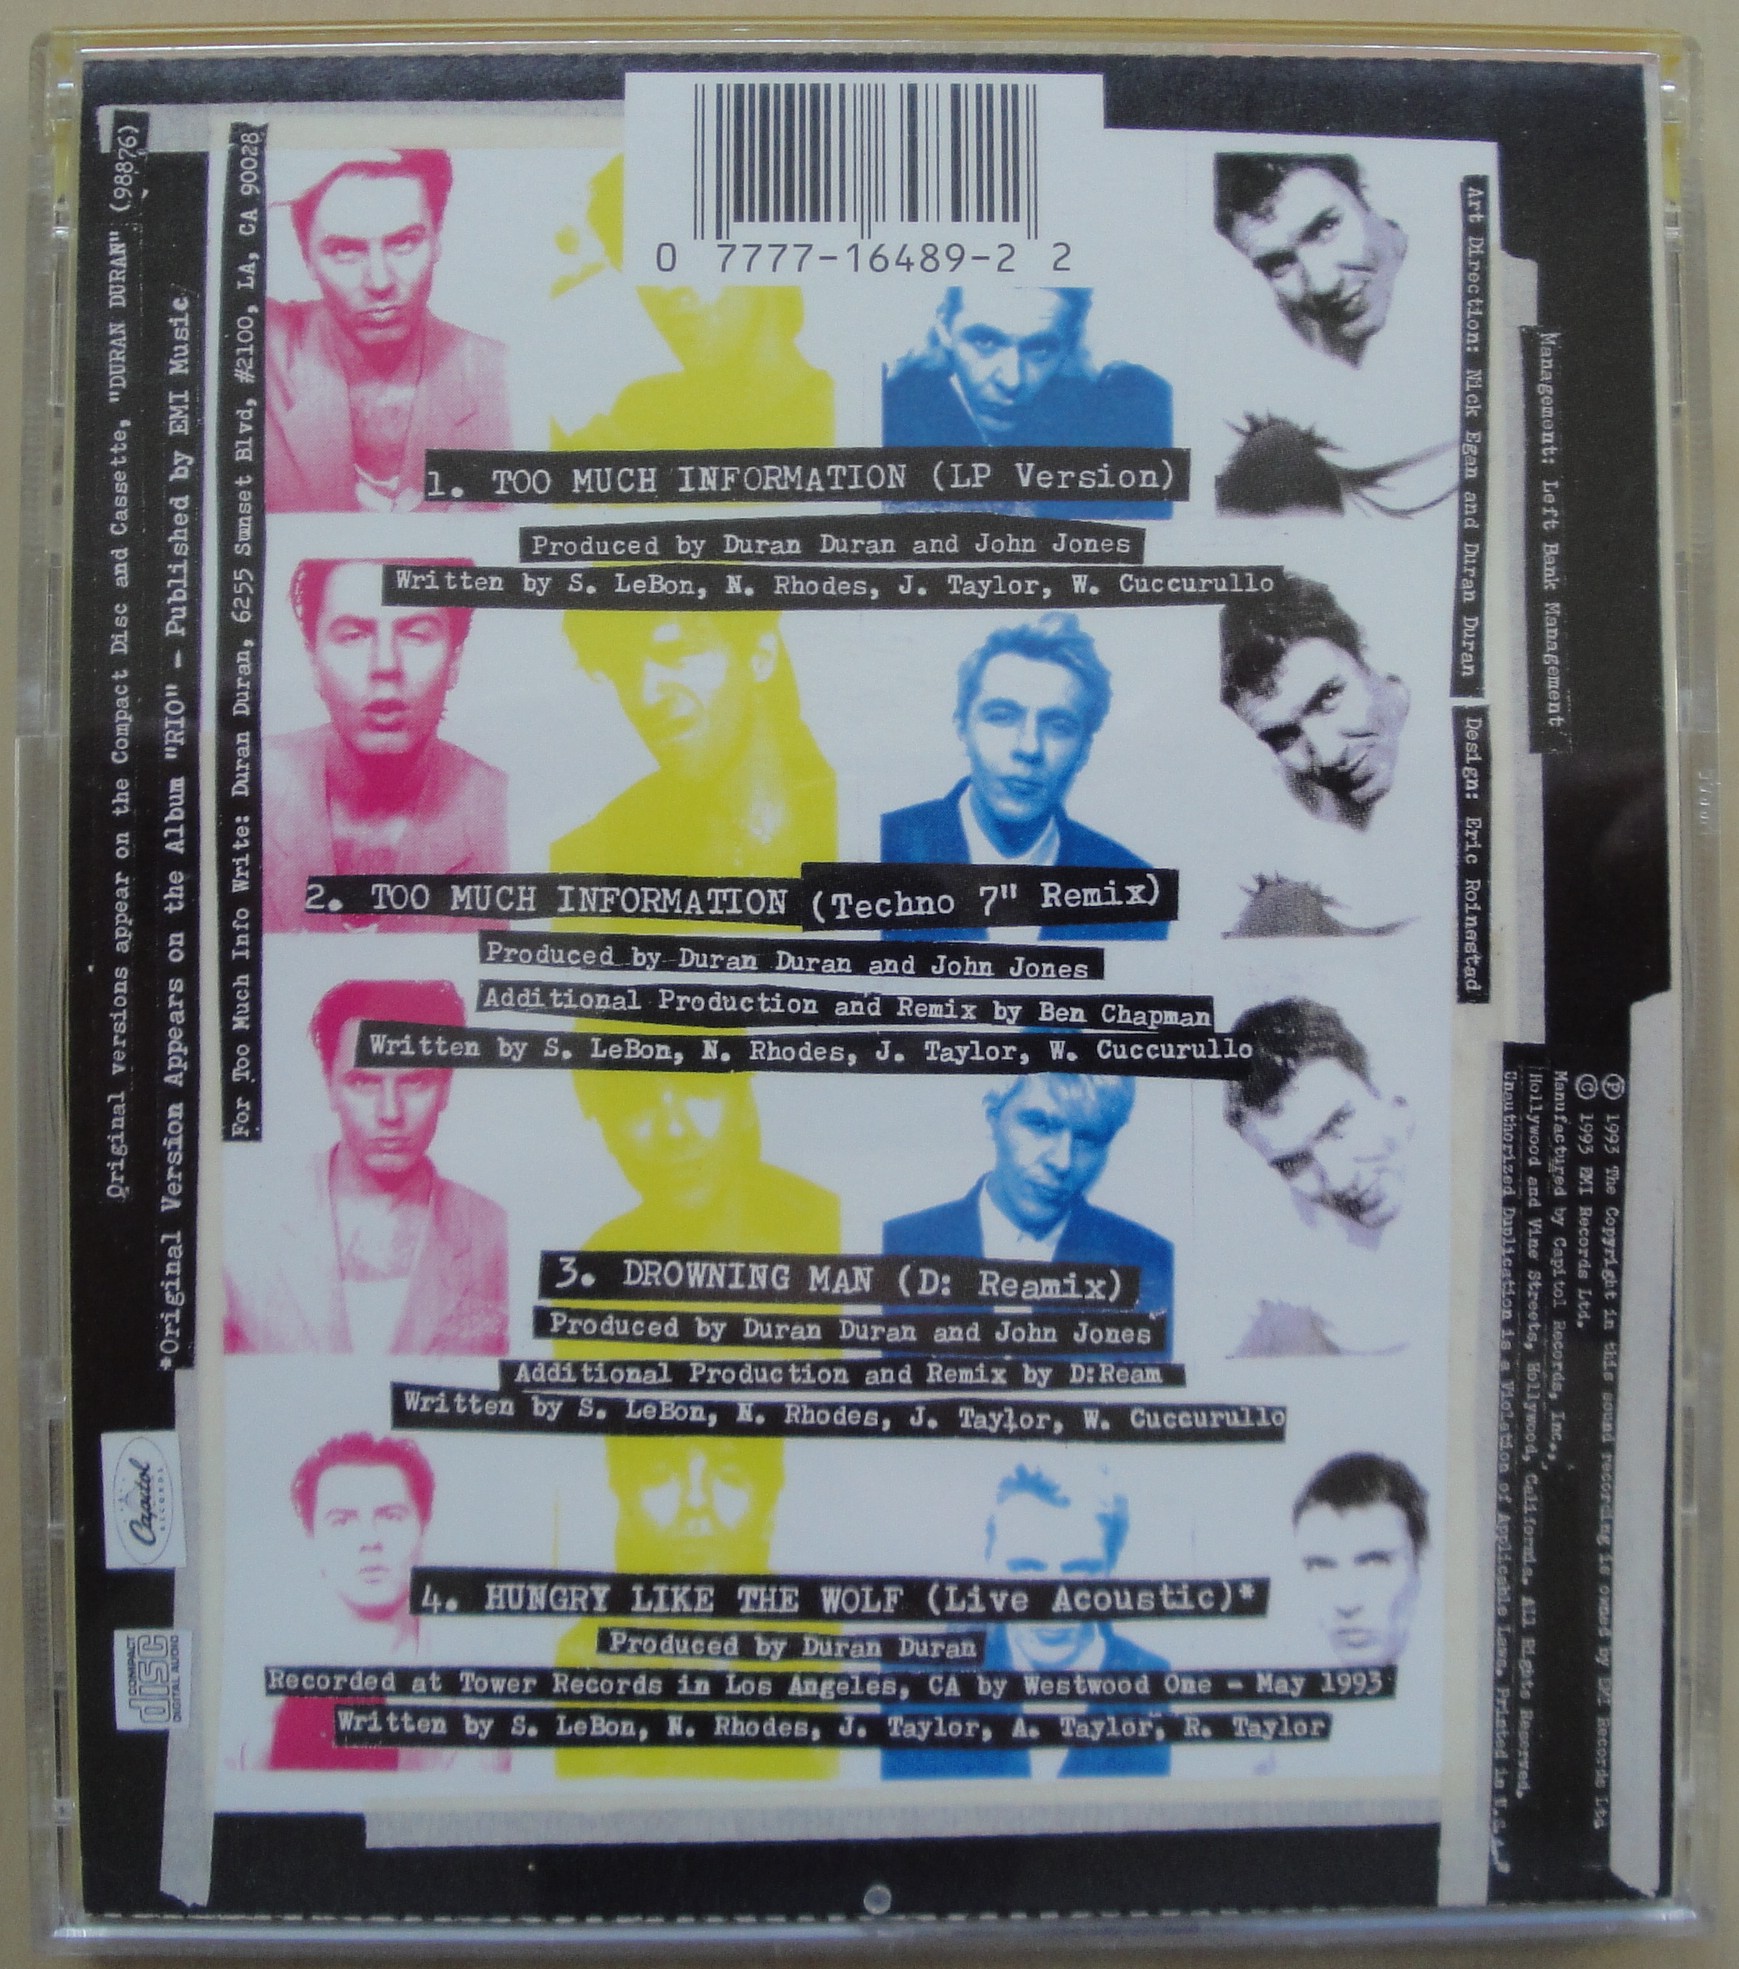 0 7777-16489-2 2
1. TOO MUCH INFORMATION (LP Version)
Produced by Duran Duran and John Jones
Written by S. LeBon, N. Rhodes, J. Taylor, W. Cuccurullo
2. TOO MUCH INFORMATION (Techno 7" Remix)
Produced by Duran Duran and John Jones
Additional Production and Remix by Ben Chapman
Written by S. LeBon, N. Rhodes, J. Taylor, W. Cuccurullo
3. DROWNING MAN (D: Reamix)
Produced by Duran Duran and John Jones
Additional Production and Remix by D:Ream
Written by S. LeBon, N. Rhodes, J. Taylor, W. Cuccurullo
4. HUNGRY LIKE THE WOLF (Live Acoustic)*
Produced by Duran Duran
Recorded at Tower Records in Los Angeles, CA by Westwood One - May 1993
Written by S. LeBon, N. Rhodes, J. Taylor, A. Taylor, R. Taylor
Original versions appear on the Compact Disc and Cassette, "DURAN DURAN" (98876)
*Original Version Appears on the Album "RIO" - Published by EMI Music
For Too Much Info Write: Duran Duran, 6255 Sunset Blvd, #2100, LA, CA 90028
Capitol
RECORDS
COMPACT
disc
DIGITAL AUDIO
Management: Left Bank Management
Art Direction: Nick Egan and Duran Duran
Design: Eric Roinestad
℗ 1993 The Copyright in this sound recording is owned by EMI Records Ltd
© 1993 EMI Records Ltd.
Manufactured by Capitol Records, Inc.,
Hollywood and Vine Streets, Hollywood, California. All Rights Reserved.
Unauthorized Duplication is a Violation of Applicable Laws. Printed in U.S.A.